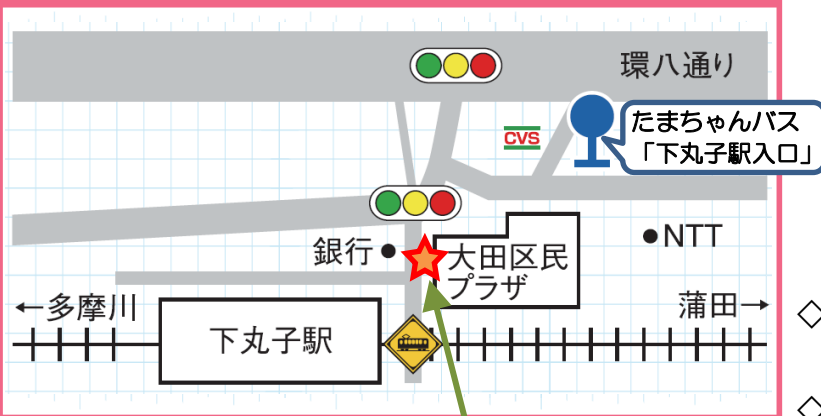 環八通り
CVS
たまちゃんバス
「下丸子駅入口」
銀行
大田区民
プラザ
NTT
←多摩川
蒲田→
下丸子駅